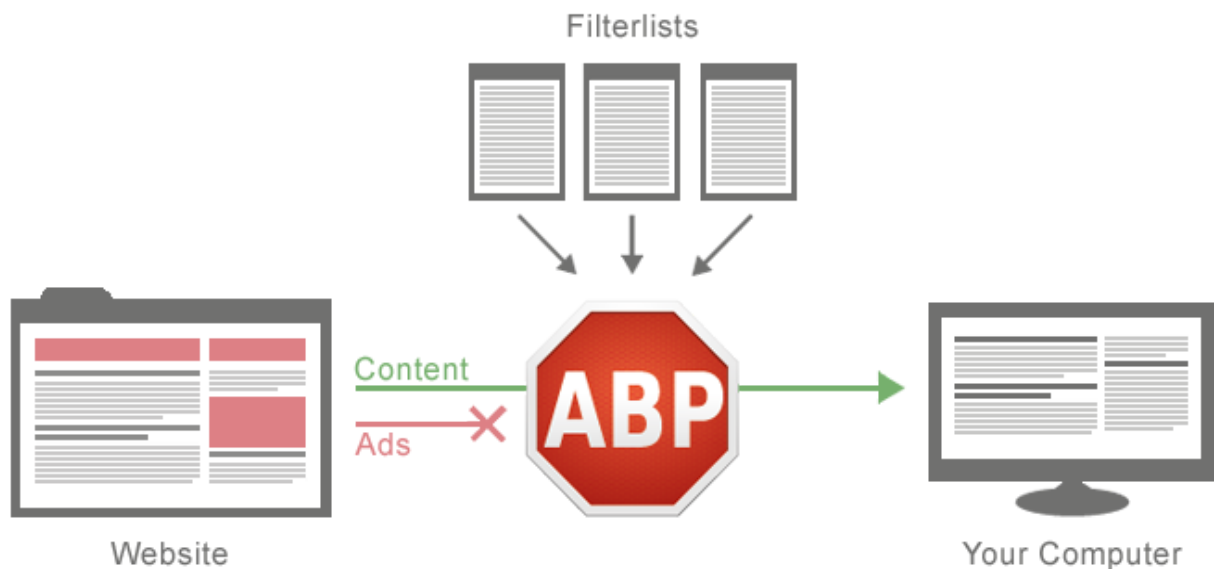 Filterlists
Content
Ads
ABP
Website
Your Computer